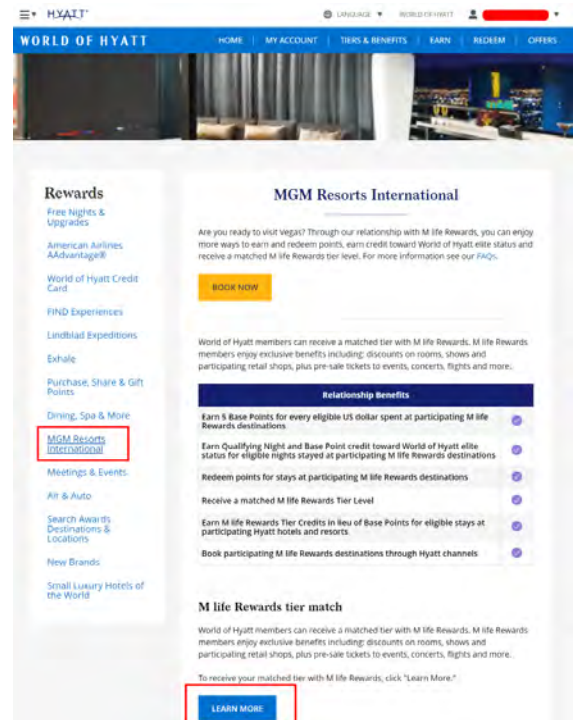 HYATT
LANGUAGE ▼ WORLD OF HYATT
WORLD OF HYATT
HOME | MY ACCOUNT | TIERS & BENEFITS | EARN | REDEEM | OFFERS
Rewards
Free Nights &
Upgrades
American Airlines
AAdvantage®
World of Hyatt Credit
Card
FIND Experiences
Lindblad Expeditions
Exhale
Purchase, Share & Gift
Points
Dining, Spa & More
MGM Resorts
International
Meetings & Events
Air & Auto
Search Awards
Destinations &
Locations
New Brands
Small Luxury Hotels of
the World
MGM Resorts International
Are you ready to visit Vegas? Through our relationship with M life Rewards, you can enjoy
more ways to earn and redeem points, earn credit toward World of Hyatt elite status and
receive a matched M life Rewards tier level. For more information see our FAQs.
BOOK NOW
World of Hyatt members can receive a matched tier with M life Rewards. M life Rewards
members enjoy exclusive benefits including: discounts on rooms, shows and
participating retail shops, plus pre-sale tickets to events, concerts, flights and more..
Relationship Benefits
Earn 5 Base Points for every eligible US dollar spent at participating M life
Rewards destinations
Earn Qualifying Night and Base Point credit toward World of Hyatt elite
status for eligible nights stayed at participating M life Rewards destinations
Redeem points for stays at participating M life Rewards destinations
Receive a matched M life Rewards Tier Level
Earn M life Rewards Tier Credits in lieu of Base Points for eligible stays at
participating Hyatt hotels and resorts
Book participating M life Rewards destinations through Hyatt channels
M life Rewards tier match
World of Hyatt members can receive a matched tier with M life Rewards. M life Rewards
members enjoy exclusive benefits including: discounts on rooms, shows and
participating retail shops, plus pre-sale tickets to events, concerts, flights and more..
To receive your matched tier with M life Rewards, click "Learn More."
LEARN MORE